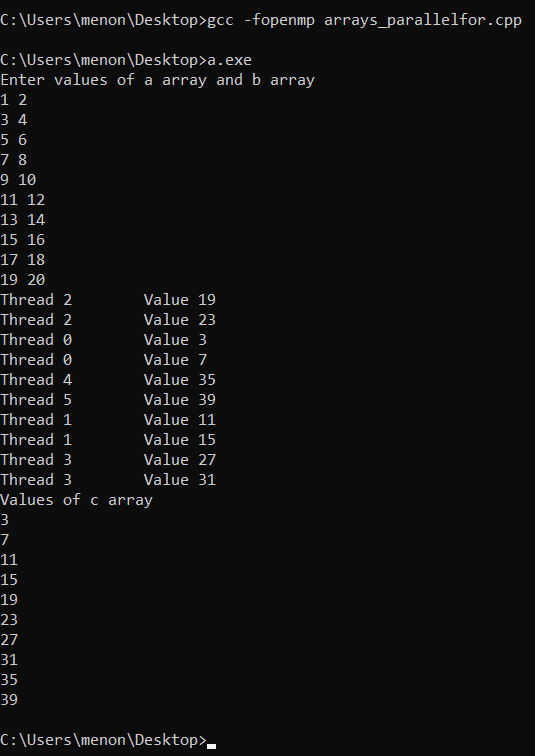 C:\Users\menon\Desktop>gcc -fopenmp arrays_parallelfor.cpp
C:\Users\menon\Desktop>a.exe
Enter values of a array and b array
1 2
3 4
5 6
7 8
9 10
11 12
13 14
15 16
17 18
19 20
Thread 2        Value 19
Thread 2        Value 23
Thread 0        Value 3
Thread 0        Value 7
Thread 4        Value 35
Thread 5        Value 39
Thread 1        Value 11
Thread 1        Value 15
Thread 3        Value 27
Thread 3        Value 31
Values of c array
3
7
11
15
19
23
27
31
35
39
C:\Users\menon\Desktop>